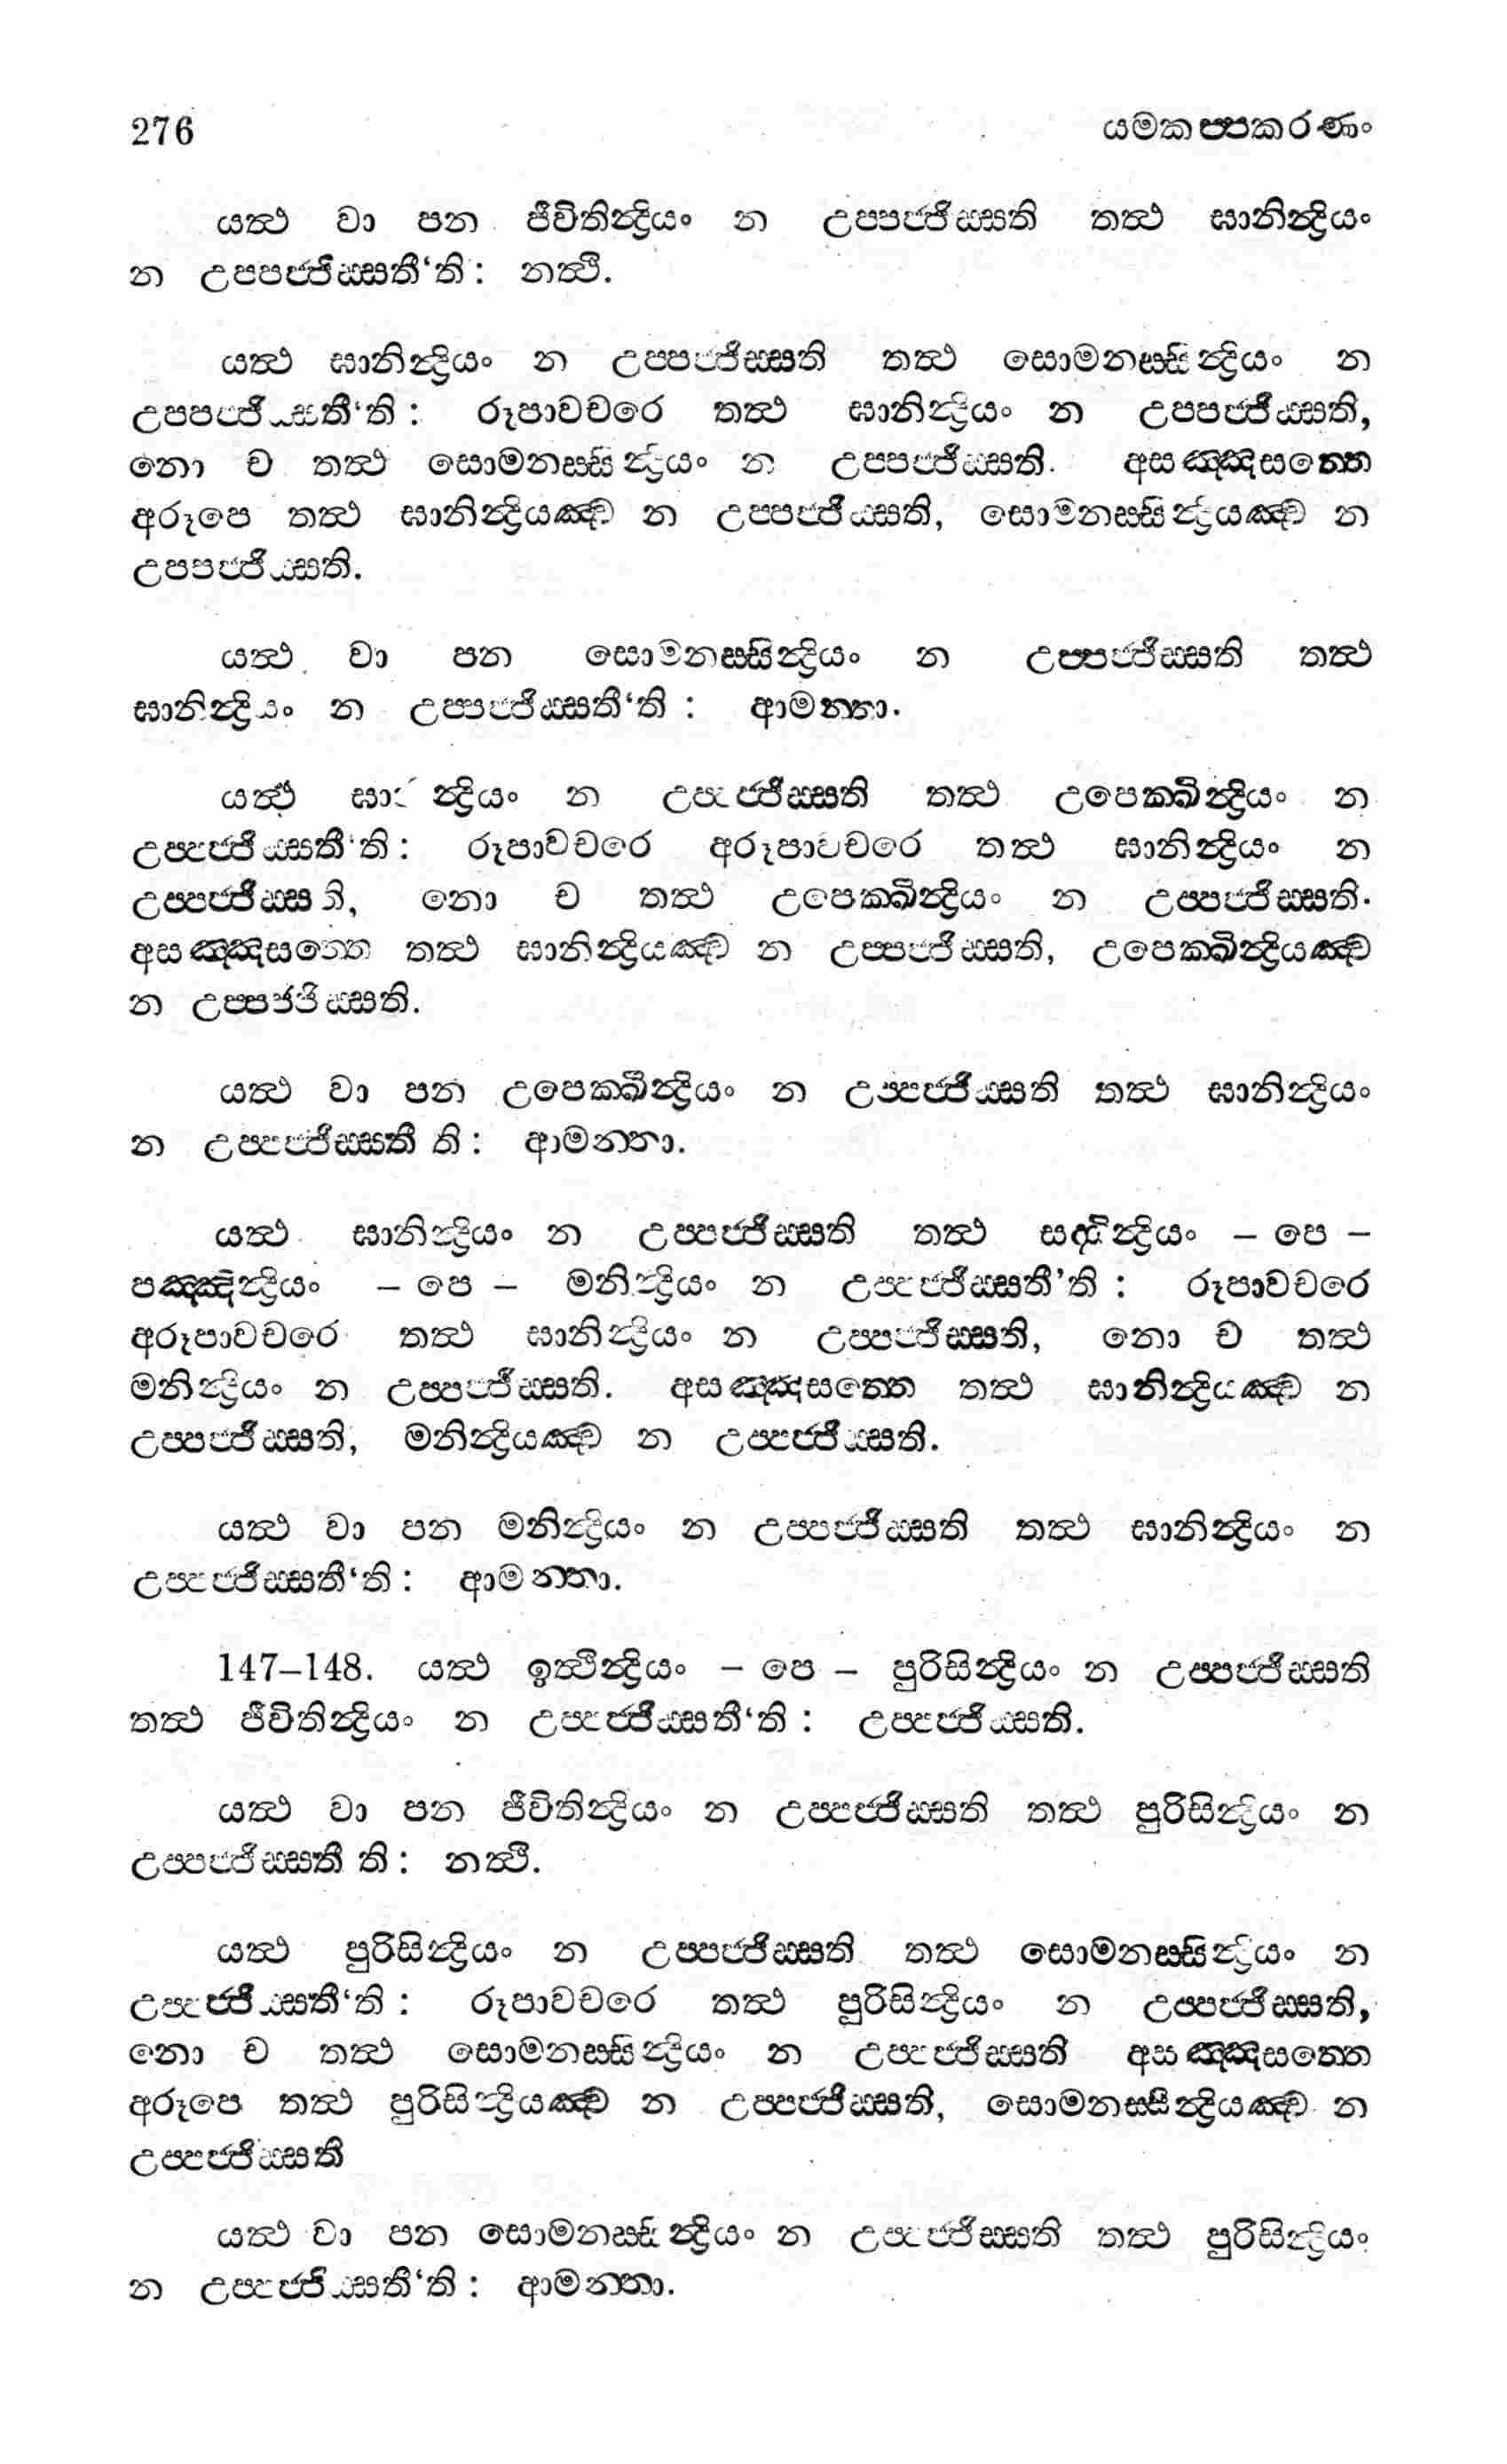 276 යමකප්පකරණං
යත්ථ වා පන ජීවිතින්ද්‍රියං න උප්පජ්ජිස්සති තත්ථ ඝානින්ද්‍රියං
න උප්පජ්ජිස්සතී‘ති: නත්ථි.
යත්ථ ඝානින්ද්‍රියං න උප්පජ්ජිස්සති තත්ථ සොමනස්සින්ද්‍රියං න
උප්පජ්ජිස්සතී‘ති: රූපාවචරෙ තත්ථ ඝානින්ද්‍රියං න උප්පජ්ජිස්සති,
නො ච තත්ථ සොමනස්සින්ද්‍රියං න උප්පජ්ජිස්සති. අසඤ්ඤසත්තෙ
අරූපෙ තත්ථ ඝානින්ද්‍රියඤ්ච න උප්පජ්ජිස්සති, සොමනස්සින්ද්‍රියඤ්ච න
උප්පජ්ජිස්සති.
යත්ථ වා පන සොමනස්සින්ද්‍රියං න උප්පජ්ජිස්සති තත්ථ
ඝානින්ද්‍රියං න උප්පජ්ජිස්සතී‘ති: ආමන්තා.
යත්ථ ඝානින්ද්‍රියං න උප්පජ්ජිස්සති තත්ථ උපෙක්ඛින්ද්‍රියං න
උප්පජ්ජිස්සතී‘ති: රූපාවචරෙ අරූපාවචරෙ තත්ථ ඝානින්ද්‍රියං න
උප්පජ්ජිස්සති, නො ච තත්ථ උපෙක්ඛින්ද්‍රියං න උප්පජ්ජිස්සති.
අසඤ්ඤසත්තෙ තත්ථ ඝානින්ද්‍රියඤ්ච න උප්පජ්ජිස්සති, උපෙක්ඛින්ද්‍රියඤ්ච
න උප්පජ්ජිස්සති.
යත්ථ වා පන උපෙක්ඛින්ද්‍රියං න උප්පජ්ජිස්සති තත්ථ ඝානින්ද්‍රියං
න උප්පජ්ජිස්සතී ති: ආමන්තා.
යත්ථ ඝානින්ද්‍රියං න උප්පජ්ජිස්සති තත්ථ සද්ධින්ද්‍රියං – පෙ –
පඤ්ඤින්ද්‍රියං – පෙ – මනින්ද්‍රියං න උප්පජ්ජිස්සතී’ති: රූපාවචරෙ
අරූපාවචරෙ තත්ථ ඝානින්ද්‍රියං න උප්පජ්ජිස්සති, නො ච තත්ථ
මනින්ද්‍රියං න උප්පජ්ජිස්සති. අසඤ්ඤසත්තෙ තත්ථ ඝානින්ද්‍රියඤ්ච න
උප්පජ්ජිස්සති, මනින්ද්‍රියඤ්ච න උප්පජ්ජිස්සති.
යත්ථ වා පන මනින්ද්‍රියං න උප්පජ්ජිස්සති තත්ථ ඝානින්ද්‍රියං න
උප්පජ්ජිස්සතී‘ති: ආමන්තා.
147–148. යත්ථ ඉත්ථින්ද්‍රියං – පෙ – පුරිසින්ද්‍රියං න උප්පජ්ජිස්සති
තත්ථ ජීවිතින්ද්‍රියං න උප්පජ්ජිස්සතී‘ති: උප්පජ්ජිස්සති.
යත්ථ වා පන ජීවිතින්ද්‍රියං න උප්පජ්ජිස්සති තත්ථ පුරිසින්ද්‍රියං න
උප්පජ්ජිස්සතී ති: නත්ථි.
යත්ථ පුරිසින්ද්‍රියං න උප්පජ්ජිස්සති තත්ථ සොමනස්සින්ද්‍රියං න
උප්පජ්ජිස්සතී‘ති: රූපාවචරෙ තත්ථ පුරිසින්ද්‍රියං න උප්පජ්ජිස්සති,
නො ච තත්ථ සොමනස්සින්ද්‍රියං න උප්පජ්ජිස්සති අසඤ්ඤසත්තෙ
අරූපෙ තත්ථ පුරිසින්ද්‍රියඤ්ච න උප්පජ්ජිස්සති, සොමනස්සින්ද්‍රියඤ්ච න
උප්පජ්ජිස්සති
යත්ථ වා පන සොමනස්සින්ද්‍රියං න උප්පජ්ජිස්සති තත්ථ පුරිසින්ද්‍රියං
න උප්පජ්ජිස්සතී‘ති: ආමන්තා.